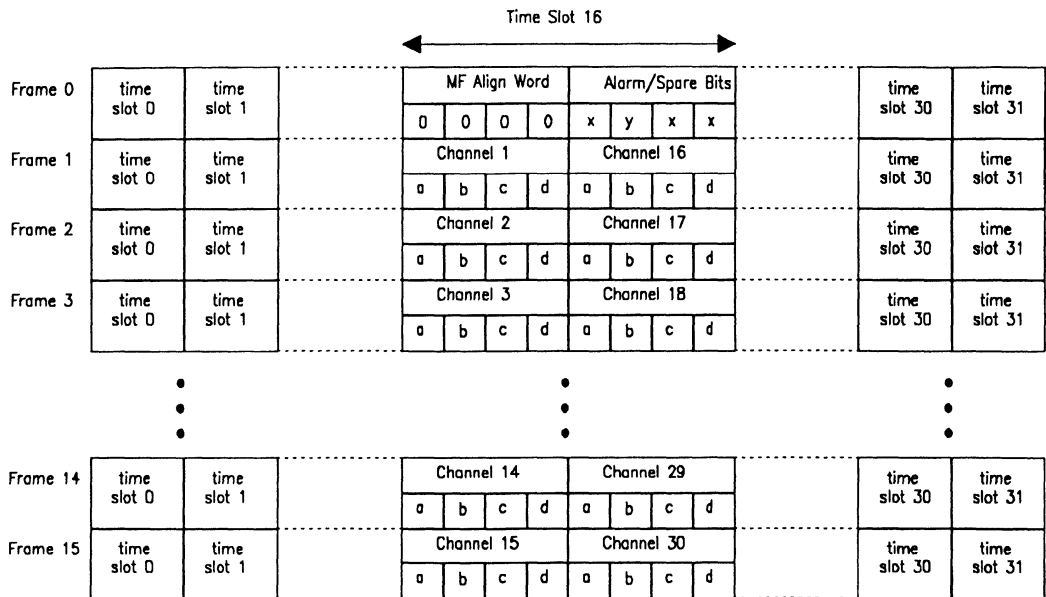 Time Slot 16
Frame 0 time slot 0 time slot 1 MF Align Word Alarm/Spare Bits time slot 30 time slot 31
0 0 0 0 x y x x
Frame 1 time slot 0 time slot 1 Channel 1 Channel 16 time slot 30 time slot 31
a b c d a b c d
Frame 2 time slot 0 time slot 1 Channel 2 Channel 17 time slot 30 time slot 31
a b c d a b c d
Frame 3 time slot 0 time slot 1 Channel 3 Channel 18 time slot 30 time slot 31
a b c d a b c d
Frame 14 time slot 0 time slot 1 Channel 14 Channel 29 time slot 30 time slot 31
a b c d a b c d
Frame 15 time slot 0 time slot 1 Channel 15 Channel 30 time slot 30 time slot 31
a b c d a b c d